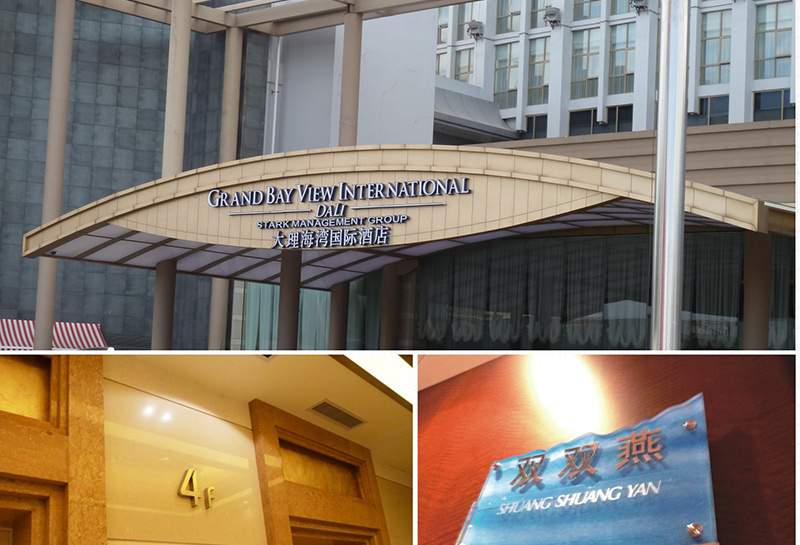 GRAND BAY VIEW INTERNATIONAL
DALI
STARK MANAGEMENT GROUP
大理海湾国际酒店
4F
双双燕
SHUANG SHUANG YAN